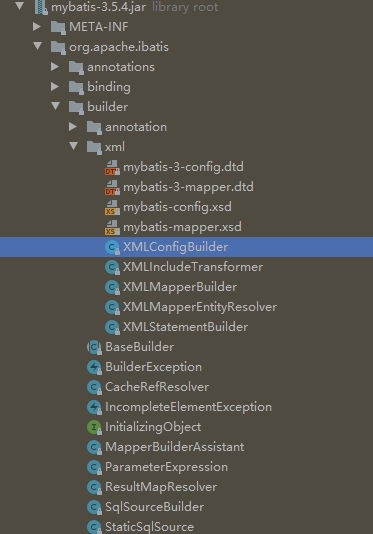 mybatis-3.5.4.jar library root
META-INF
org.apache.ibatis
annotations
binding
builder
annotation
xml
mybatis-3-config.dtd
mybatis-3-mapper.dtd
mybatis-config.xsd
mybatis-mapper.xsd
XMLConfigBuilder
XMLIncludeTransformer
XMLMapperBuilder
XMLMapperEntityResolver
XMLStatementBuilder
BaseBuilder
BuilderException
CacheRefResolver
IncompleteElementException
InitializingObject
MapperBuilderAssistant
ParameterExpression
ResultMapResolver
SqlSourceBuilder
StaticSqlSource